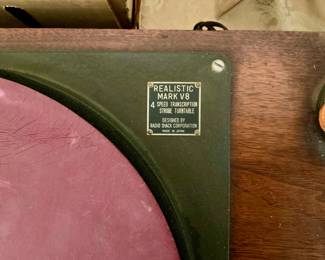 REALISTIC
MARK V8
4 SPEED TRANSCRIPTION
STROBE TURNTABLE
DESIGNED BY
RADIO SHACK CORPORATION
MADE IN JAPAN